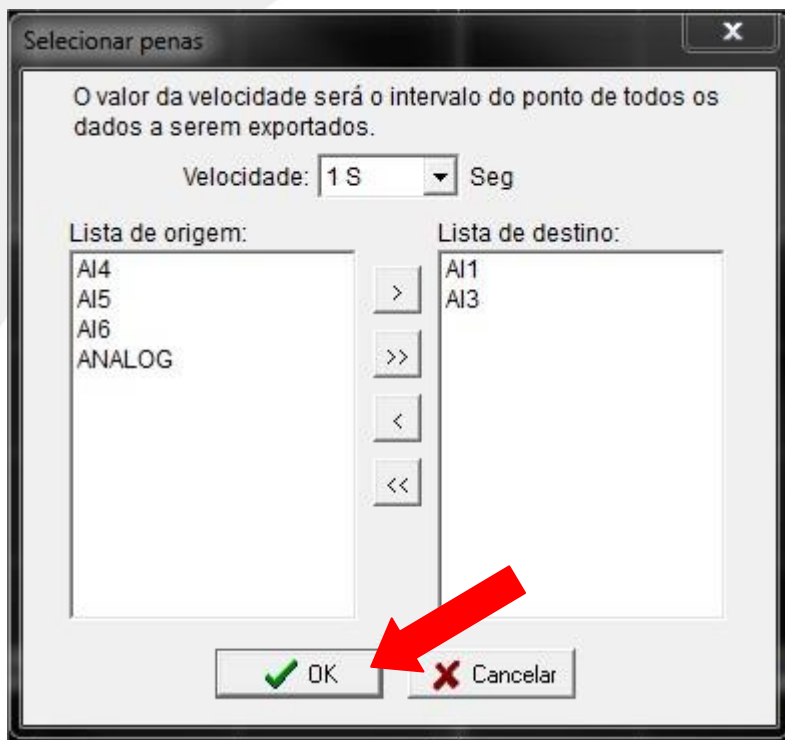 Selecionar penas
x
O valor da velocidade será o intervalo do ponto de todos os
dados a serem exportados.
Velocidade: 1 S Seg
Lista de origem:
AI4
AI5
AI6
ANALOG
>
>>
<
<<
Lista de destino:
AI1
AI3
OK
Cancelar